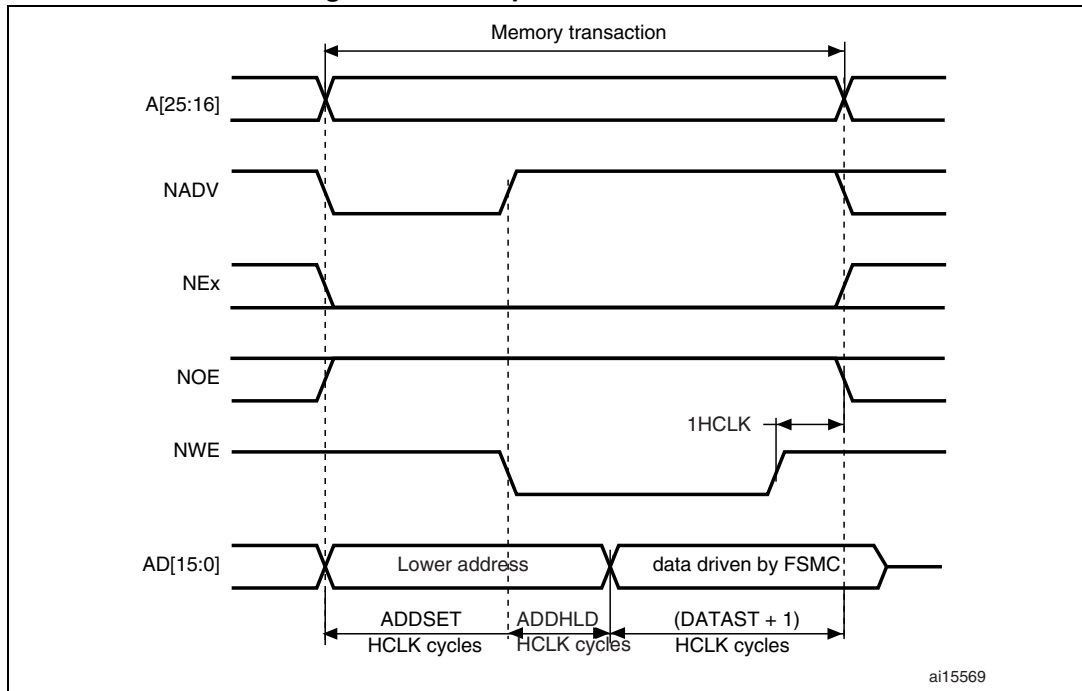 Memory transaction
A[25:16]
NADV
NEx
NOE
1HCLK
NWE
AD[15:0]
Lower address
data driven by FSMC
ADDSET
HCLK cycles
ADDHLD
HCLK cycles
(DATAST + 1)
HCLK cycles
ai15569